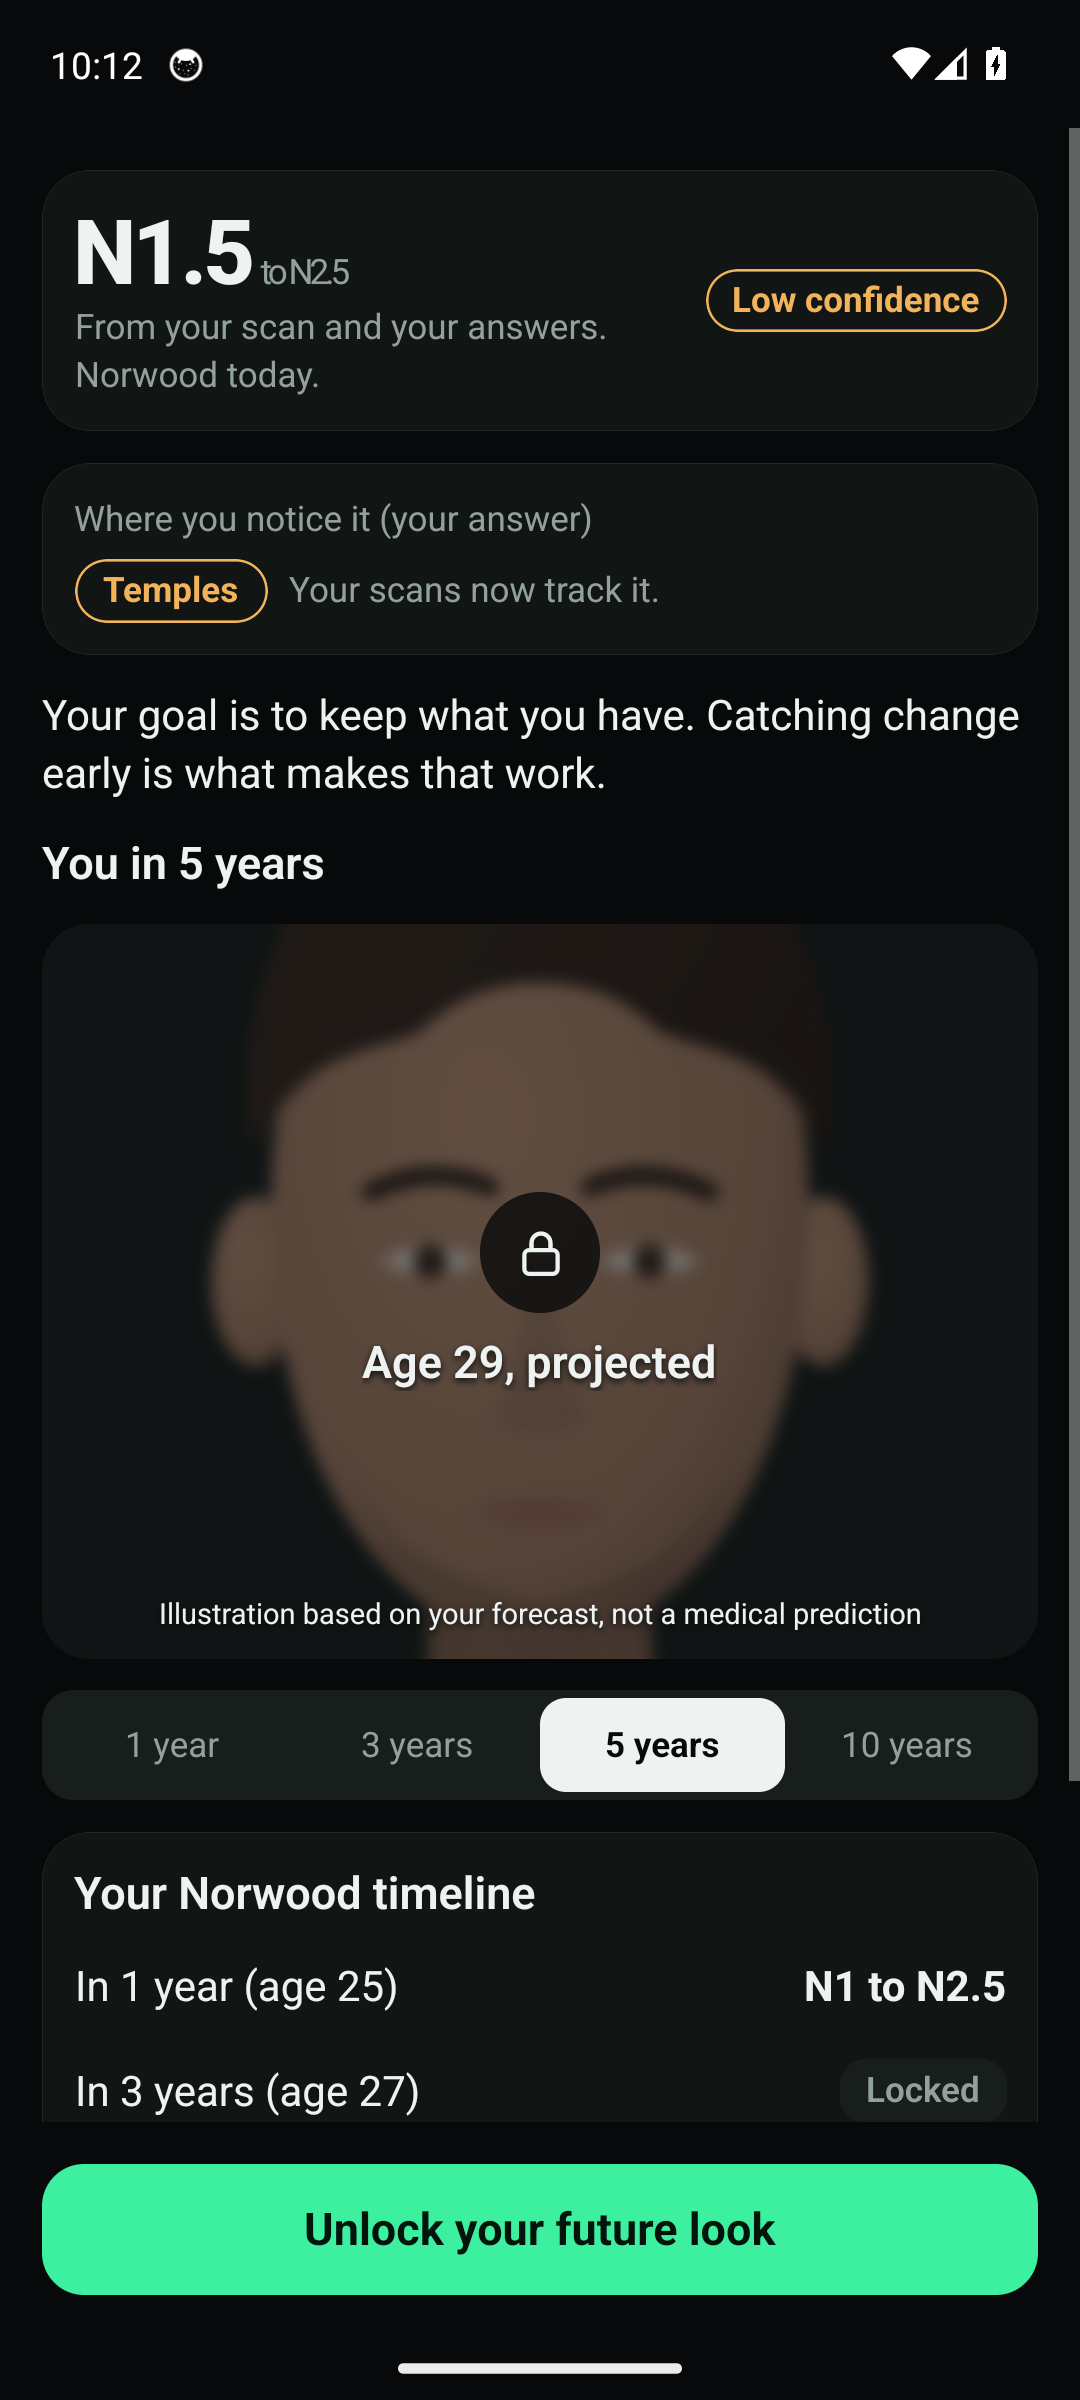 10:12
N1.5 to N2.5
Low confidence
From your scan and your answers.
Norwood today.
Where you notice it (your answer)
Temples Your scans now track it.
Your goal is to keep what you have. Catching change
early is what makes that work.
You in 5 years
Age 29, projected
Illustration based on your forecast, not a medical prediction
1 year 3 years 5 years 10 years
Your Norwood timeline
In 1 year (age 25) N1 to N2.5
In 3 years (age 27) Locked
Unlock your future look